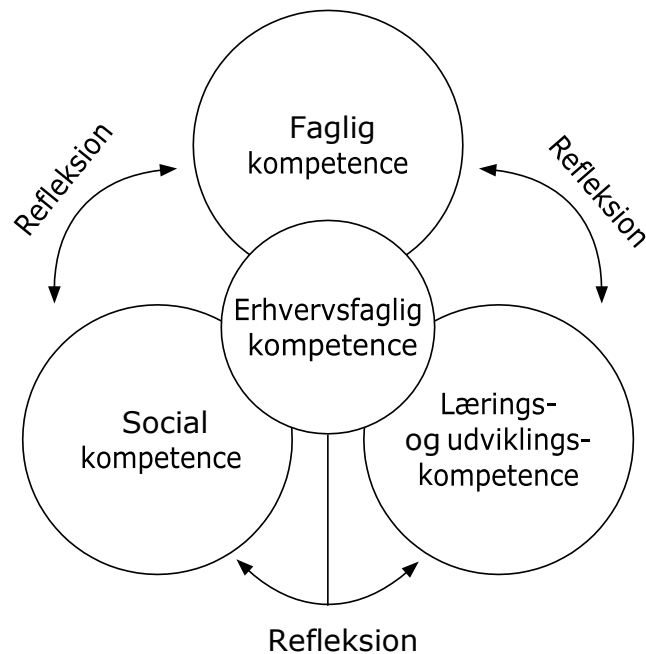 Faglig
kompetence
Refleksion
Refleksion
Erhvervsfaglig
kompetence
Social
kompetence
Lærings-
og udviklings-
kompetence
Refleksion